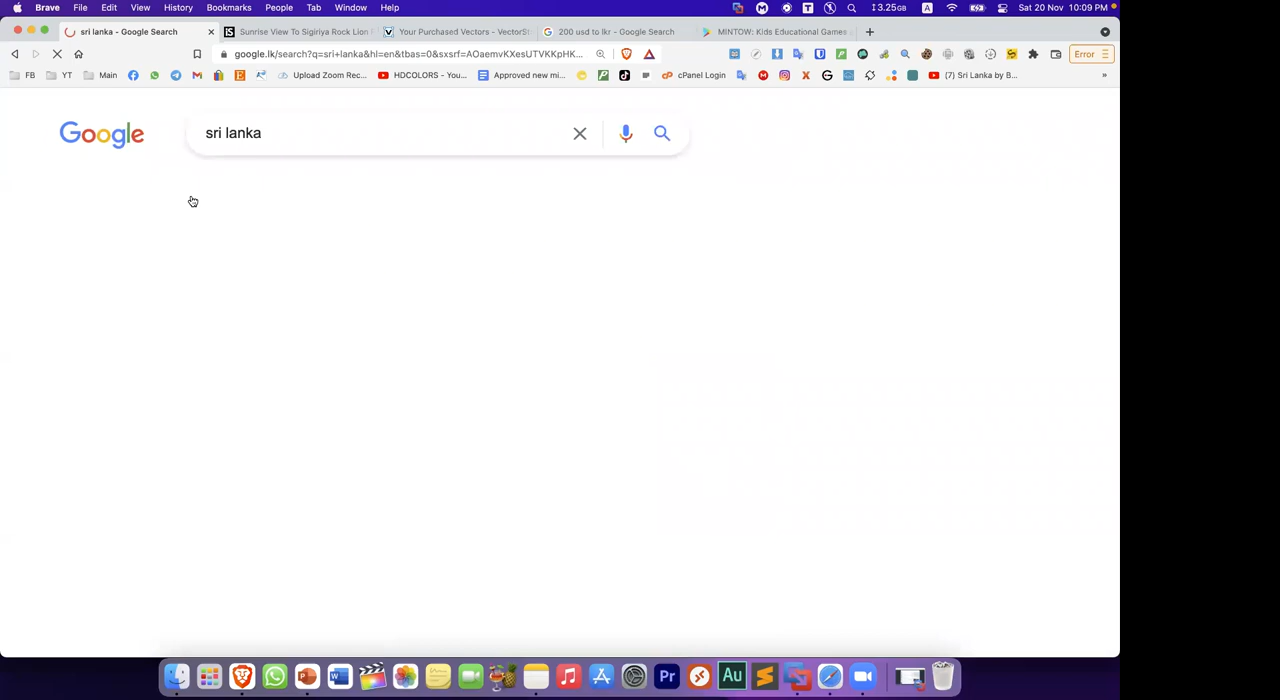 Brave File Edit View History Bookmarks People Tab Window Help 3.25GB A Sat 20 Nov 10:09 PM
sri lanka - Google Search Sunrise View To Sigiriya Rock Lion Your Purchased Vectors - VectorSt 200 usd to lkr - Google Search MINTOW: Kids Educational Games
google.lk/search?q=sri+lanka&hl=en&tbas=0&sxsrf=AOaemvKXesUTVKKpHK... Error
FB YT Main Upload Zoom Rec... HDCOLORS - You... Approved new mi... cPanel Login (7) Sri Lanka by B... »
Google sri lanka
W Pr Au